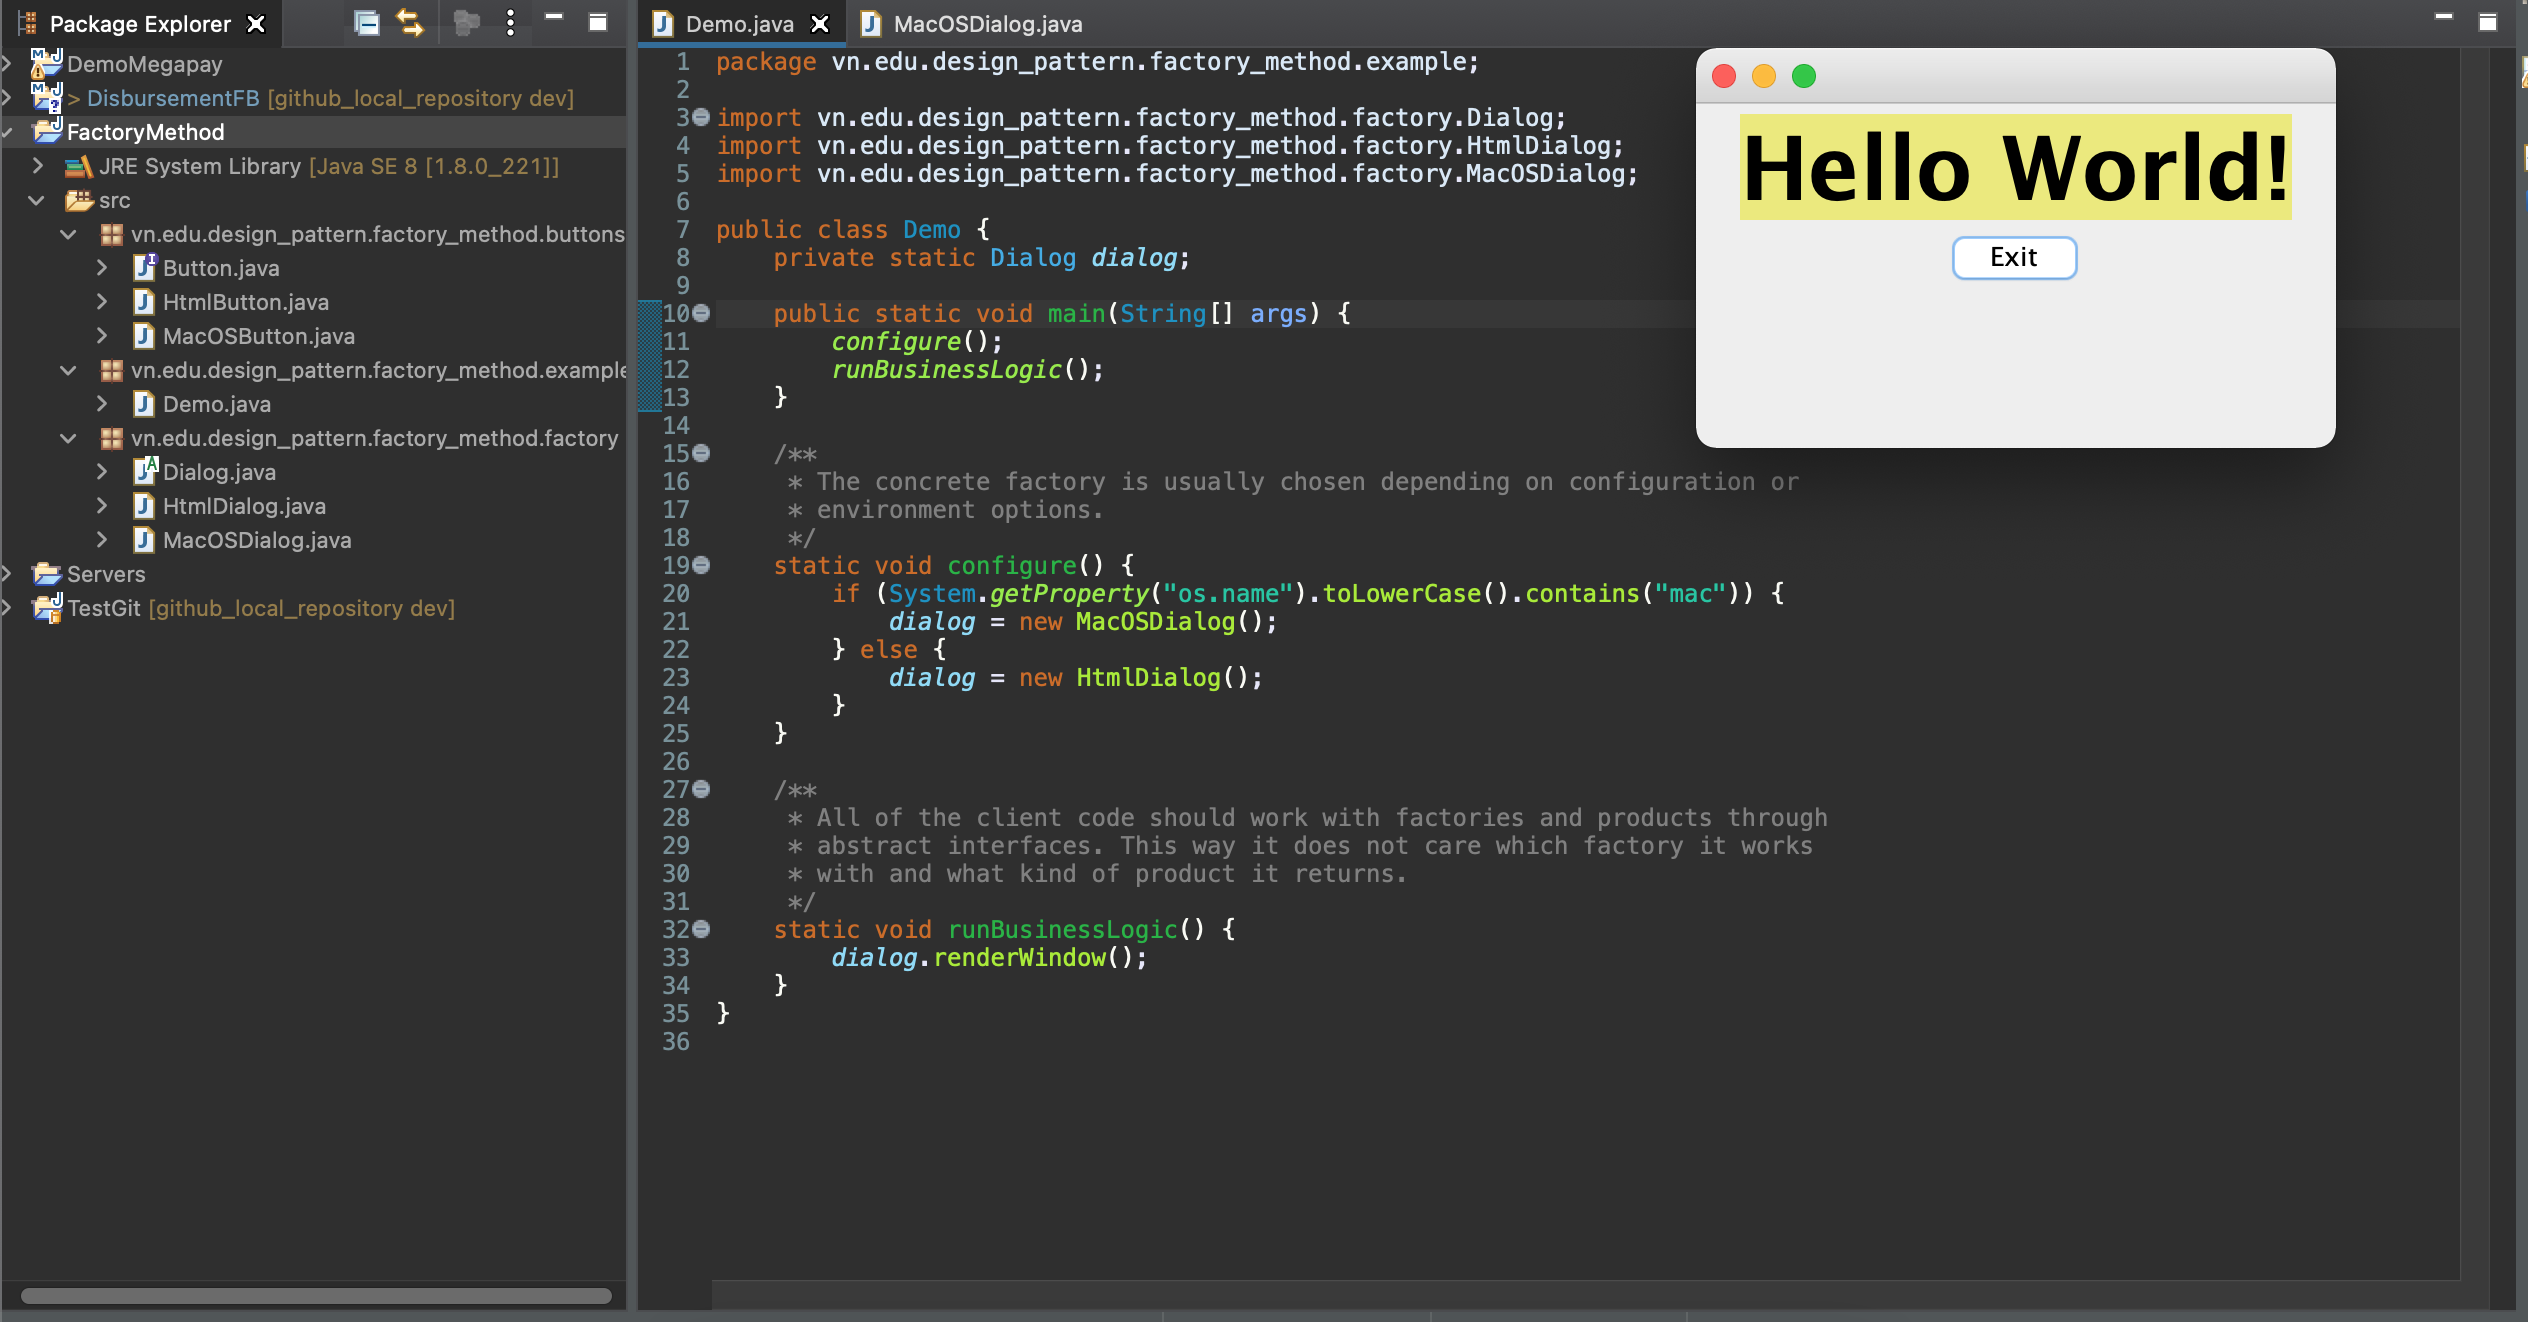 Package Explorer
DemoMegapay
> DisbursementFB [github_local_repository dev]
FactoryMethod
JRE System Library [Java SE 8 [1.8.0_221]]
src
vn.edu.design_pattern.factory_method.buttons
Button.java
HtmlButton.java
MacOSButton.java
vn.edu.design_pattern.factory_method.example
Demo.java
vn.edu.design_pattern.factory_method.factory
Dialog.java
HtmlDialog.java
MacOSDialog.java
Servers
TestGit [github_local_repository dev]
Demo.java
MacOSDialog.java
1 package vn.edu.design_pattern.factory_method.example;
2
3 import vn.edu.design_pattern.factory_method.factory.Dialog;
4 import vn.edu.design_pattern.factory_method.factory.HtmlDialog;
5 import vn.edu.design_pattern.factory_method.factory.MacOSDialog;
6
7 public class Demo {
8     private static Dialog dialog;
9
10     public static void main(String[] args) {
11         configure();
12         runBusinessLogic();
13     }
14
15     /**
16      * The concrete factory is usually chosen depending on configuration or
17      * environment options.
18      */
19     static void configure() {
20         if (System.getProperty("os.name").toLowerCase().contains("mac")) {
21             dialog = new MacOSDialog();
22         } else {
23             dialog = new HtmlDialog();
24         }
25     }
26
27     /**
28      * All of the client code should work with factories and products through
29      * abstract interfaces. This way it does not care which factory it works
30      * with and what kind of product it returns.
31      */
32     static void runBusinessLogic() {
33         dialog.renderWindow();
34     }
35 }
36
Hello World!
Exit